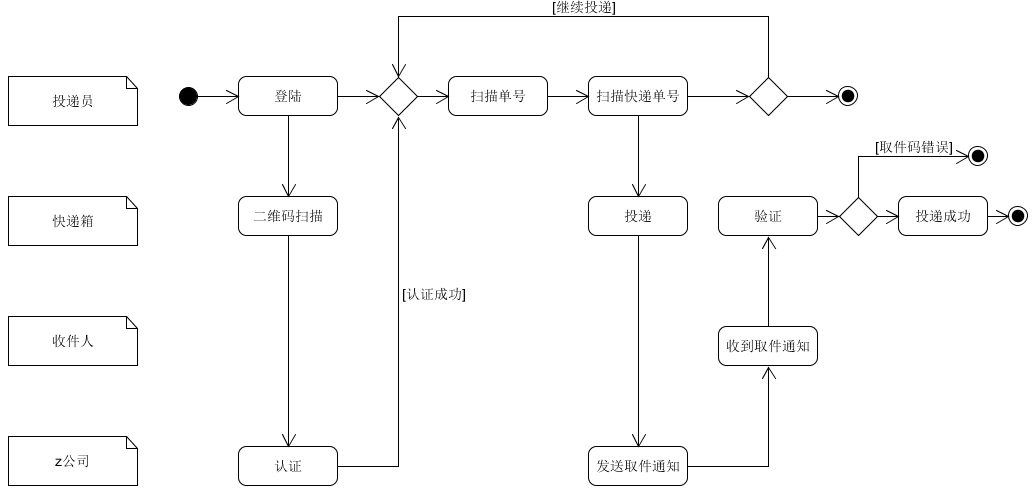 [继续投递]
投递员
登陆
扫描单号
扫描快递单号
[取件码错误]
快递箱
二维码扫描
投递
验证
投递成功
[认证成功]
收件人
收到取件通知
z公司
认证
发送取件通知